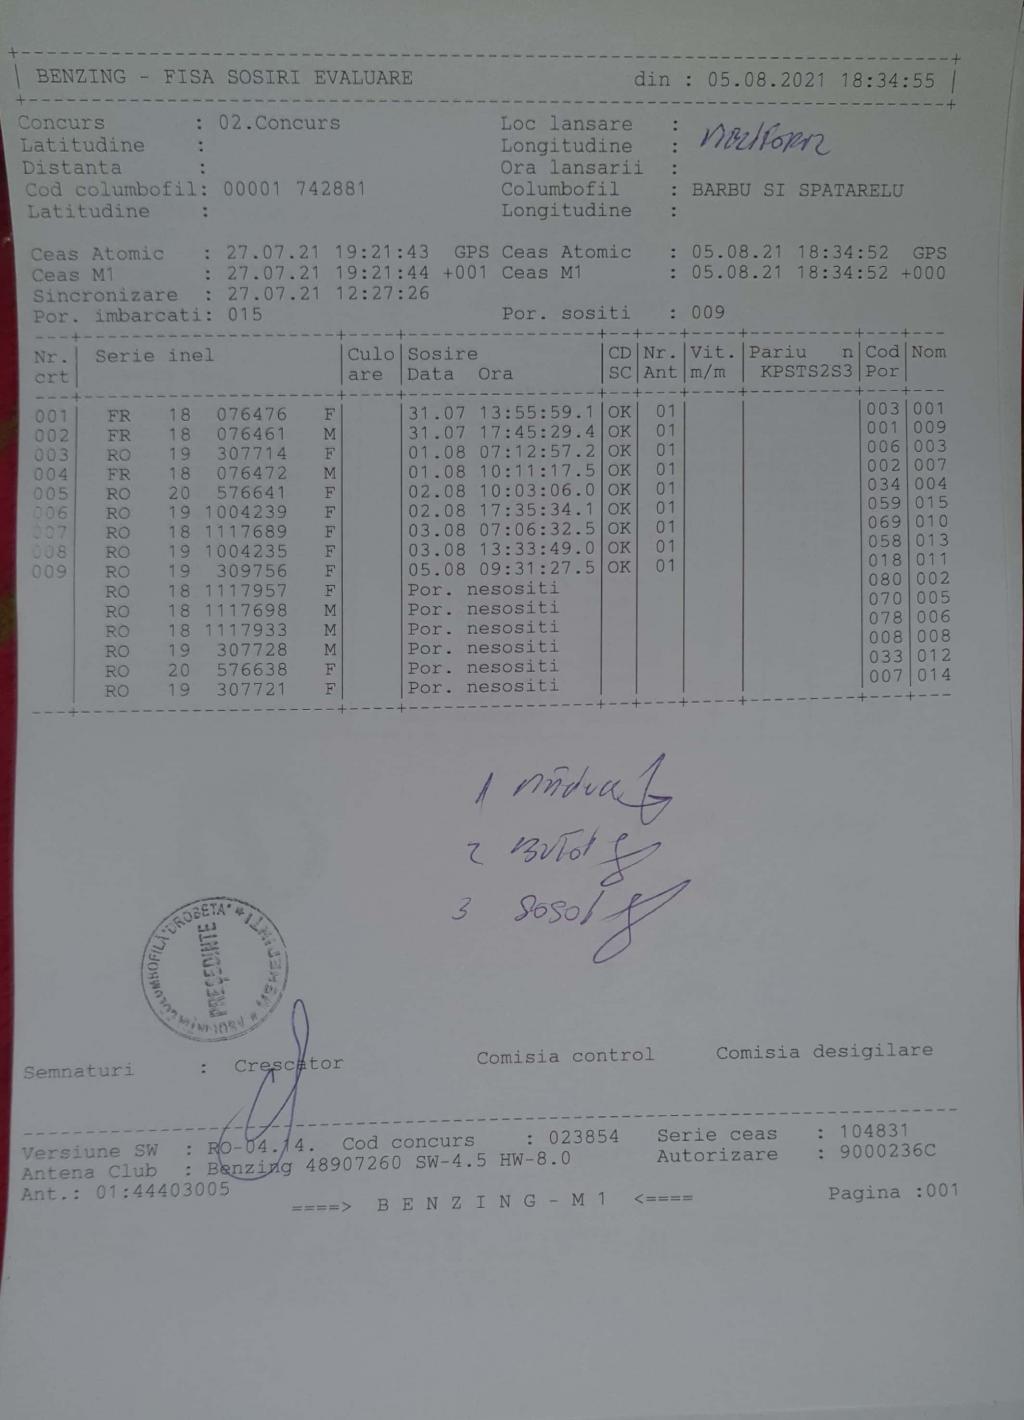 BENZING - FISA SOSIRI EVALUARE din : 05.08.2021 18:34:55
Concurs : 02.Concurs Loc lansare :
Latitudine : Longitudine :
Distanta : Ora lansarii :
Cod columbofil: 00001 742881 Columbofil : BARBU SI SPATARELU
Latitudine : Longitudine :
Ceas Atomic : 27.07.21 19:21:43 GPS Ceas Atomic : 05.08.21 18:34:52 GPS
Ceas M1 : 27.07.21 19:21:44 +001 Ceas M1 : 05.08.21 18:34:52 +000
Sincronizare : 27.07.21 12:27:26
Por. imbarcati: 015 Por. sositi : 009
Nr. Serie inel Culo Sosire CD Nr. Vit. Pariu n Cod Nom
crt are Data Ora SC Ant m/m KPSTS2S3 Por
001 FR 18 076476 F 31.07 13:55:59.1 OK 01 003 001
002 FR 18 076461 M 31.07 17:45:29.4 OK 01 001 009
003 RO 19 307714 F 01.08 07:12:57.2 OK 01 006 003
004 FR 18 076472 M 01.08 10:11:17.5 OK 01 002 007
005 RO 20 576641 F 02.08 10:03:06.0 OK 01 034 004
006 RO 19 1004239 F 02.08 17:35:34.1 OK 01 059 015
007 RO 18 1117689 F 03.08 07:06:32.5 OK 01 069 010
008 RO 19 1004235 F 03.08 13:33:49.0 OK 01 058 013
009 RO 19 309756 F 05.08 09:31:27.5 OK 01 018 011
RO 18 1117957 F Por. nesositi 080 002
RO 18 1117698 M Por. nesositi 070 005
RO 18 1117933 M Por. nesositi 078 006
RO 19 307728 M Por. nesositi 008 008
RO 20 576638 F Por. nesositi 033 012
RO 19 307721 F Por. nesositi 007 014
1
2
3
COLUMBOFILĂ "DROBETA" * MEHEDINTI *
PREŞEDINTE
Semnaturi : Crescator Comisia control Comisia desigilare
Versiune SW : RO-04.14. Cod concurs : 023854 Serie ceas : 104831
Antena Club : Benzing 48907260 SW-4.5 HW-8.0 Autorizare : 9000236C
Ant.: 01:44403005
====> B E N Z I N G - M 1 <==== Pagina :001